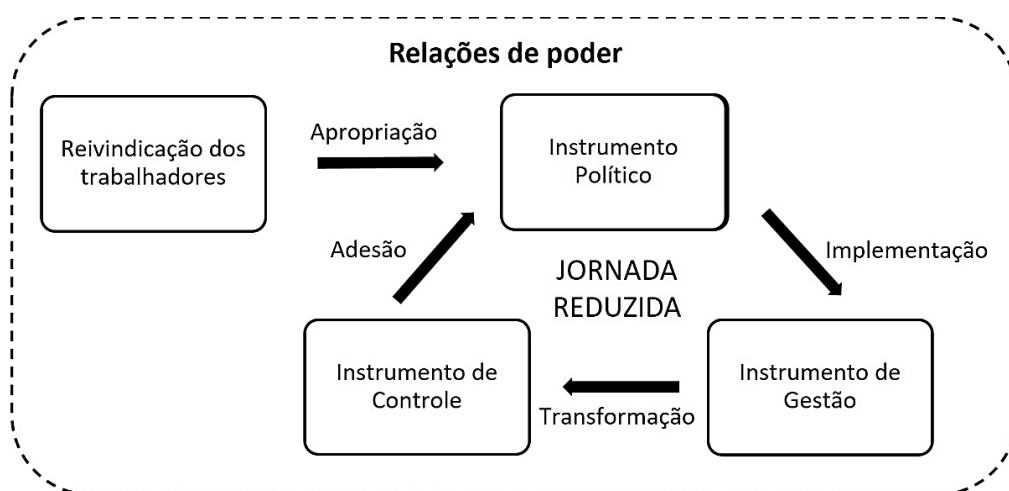 Relações de poder
Reivindicação dos
trabalhadores
Apropriação
Instrumento
Político
Adesão
Implementação
JORNADA
REDUZIDA
Instrumento de
Controle
Transformação
Instrumento de
Gestão